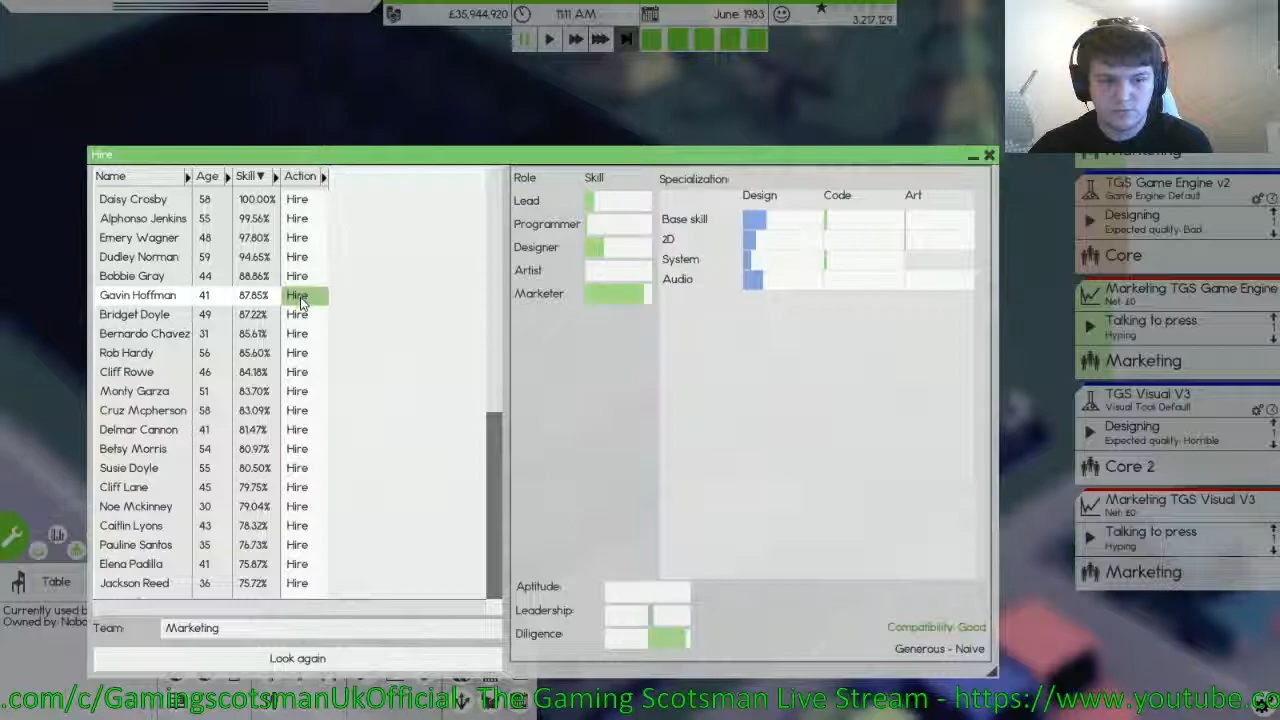 £35,944,920
11:11 AM
June 1983
3,217,129
Hire
Name Age Skill▼ Action
Daisy Crosby 58 100.00% Hire
Alphonso Jenkins 55 99.56% Hire
Emery Wagner 48 97.80% Hire
Dudley Norman 59 94.65% Hire
Bobbie Gray 44 88.86% Hire
Gavin Hoffman 41 87.85% Hire
Bridget Doyle 49 87.22% Hire
Bernardo Chavez 31 85.61% Hire
Rob Hardy 56 85.60% Hire
Cliff Rowe 46 84.18% Hire
Monty Garza 51 83.70% Hire
Cruz Mcpherson 58 83.09% Hire
Delmar Cannon 41 81.47% Hire
Betsy Morris 54 80.97% Hire
Susie Doyle 55 80.50% Hire
Cliff Lane 45 79.75% Hire
Noe Mckinney 30 79.04% Hire
Caitlin Lyons 43 78.32% Hire
Pauline Santos 35 76.73% Hire
Elena Padilla 41 75.87% Hire
Jackson Reed 36 75.72% Hire
Team: Marketing
Look again
Role Skill
Lead
Programmer
Designer
Artist
Marketer
Specialization:
Design Code Art
Base skill
2D
System
Audio
Aptitude:
Leadership:
Diligence:
Compatibility: Good
Generous - Naive
Marketing
TGS Game Engine v2
Game Engine: Default
Designing
Expected quality: Bad
Core
Marketing TGS Game Engine
Net: £0
Talking to press
Hyping
Marketing
TGS Visual V3
Visual Tool: Default
Designing
Expected quality: Horrible
Core 2
Marketing TGS Visual V3
Net: £0
Talking to press
Hyping
Marketing
Table
Currently used b
Owned by: Nobo
.com/c/GamingscotsmanUKOfficial The Gaming Scotsman Live Stream - https://www.youtube.co